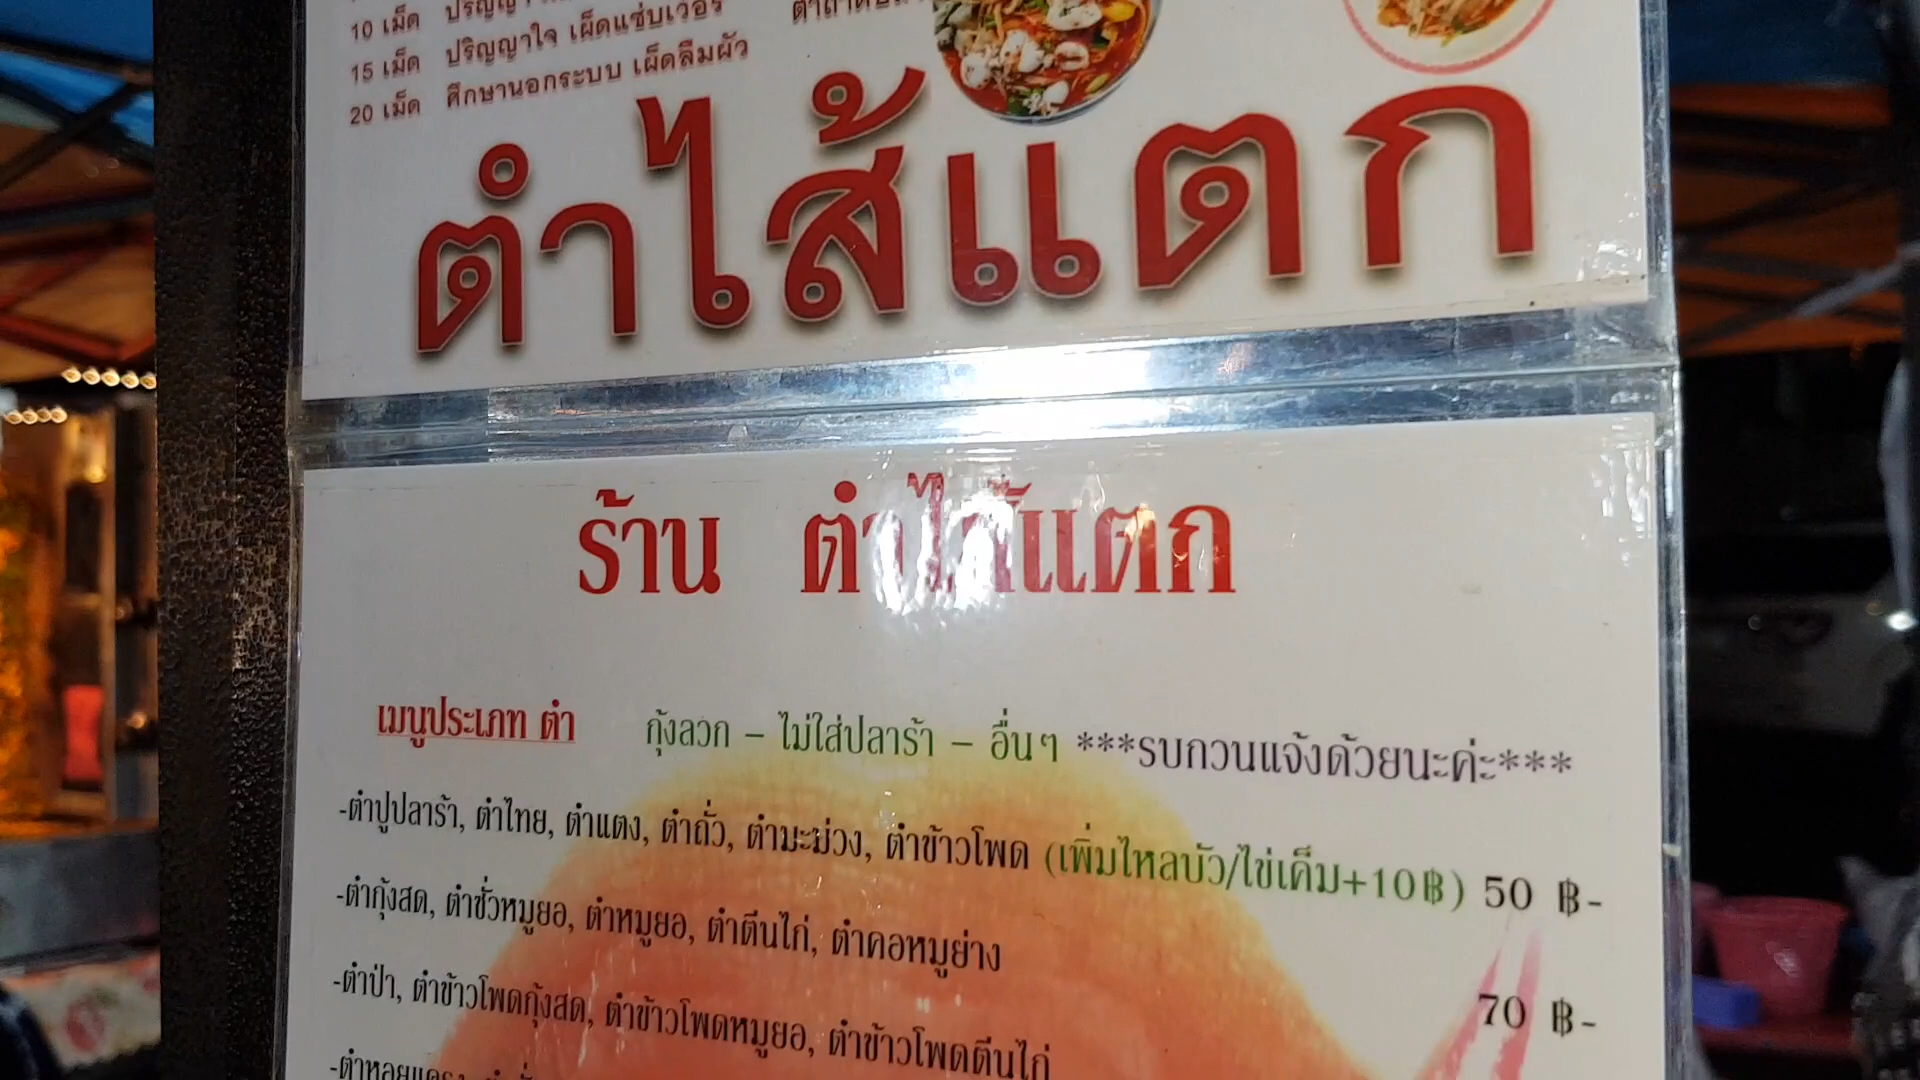 10 เม็ด ปริญญา
15 เม็ด ปริญญาใจ เผ็ดแซ่บเวอร์
20 เม็ด ศึกษานอกระบบ เผ็ดลืมผัว
ตำไส้แตก
ร้าน ตำไส้แตก
เมนูประเภท ตำ กุ้งลวก – ไม่ใส่ปลาร้า – อื่นๆ ***รบกวนแจ้งด้วยนะค่ะ***
-ตำปูปลาร้า, ตำไทย, ตำแตง, ตำถั่ว, ตำมะม่วง, ตำข้าวโพด (เพิ่มไหลบัว/ไข่เค็ม+10฿) 50 ฿-
-ตำกุ้งสด, ตำซั่วหมูยอ, ตำหมูยอ, ตำตีนไก่, ตำคอหมูย่าง
-ตำป่า, ตำข้าวโพดกุ้งสด, ตำข้าวโพดหมูยอ, ตำข้าวโพดตีนไก่ 70 ฿-
-ตำหอยแครง,